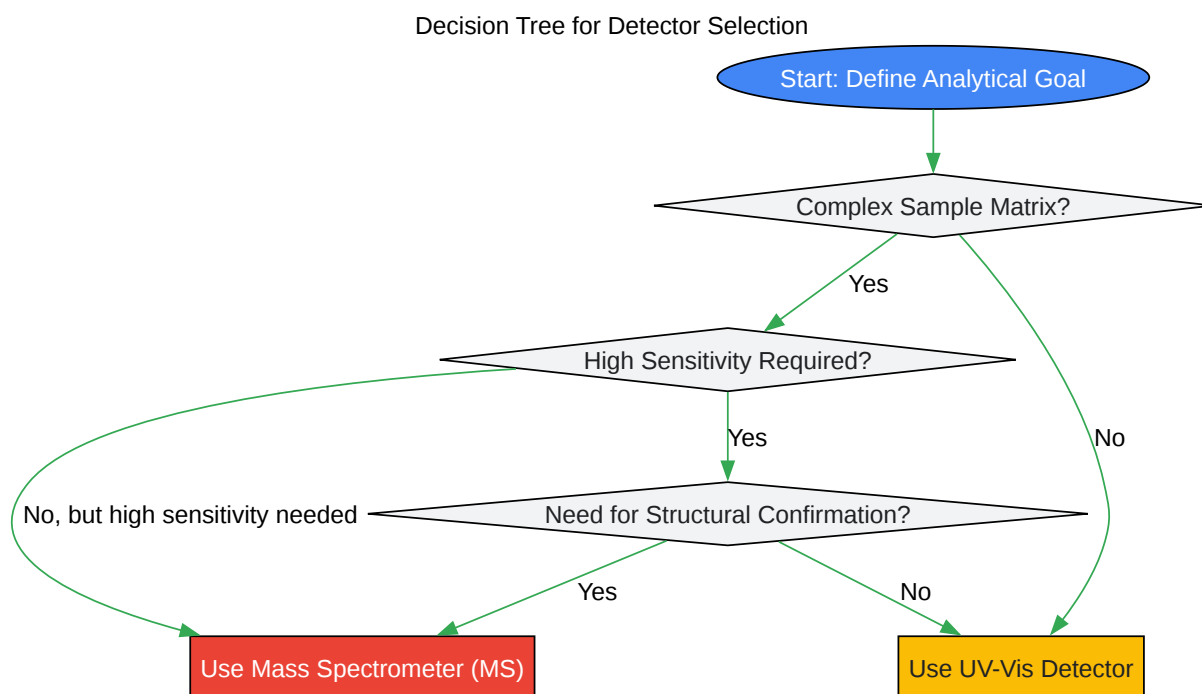 Decision Tree for Detector Selection
Start: Define Analytical Goal
Complex Sample Matrix?
Yes
High Sensitivity Required?
Yes
No
No, but high sensitivity needed
Need for Structural Confirmation?
Yes
No
Use Mass Spectrometer (MS)
Use UV-Vis Detector